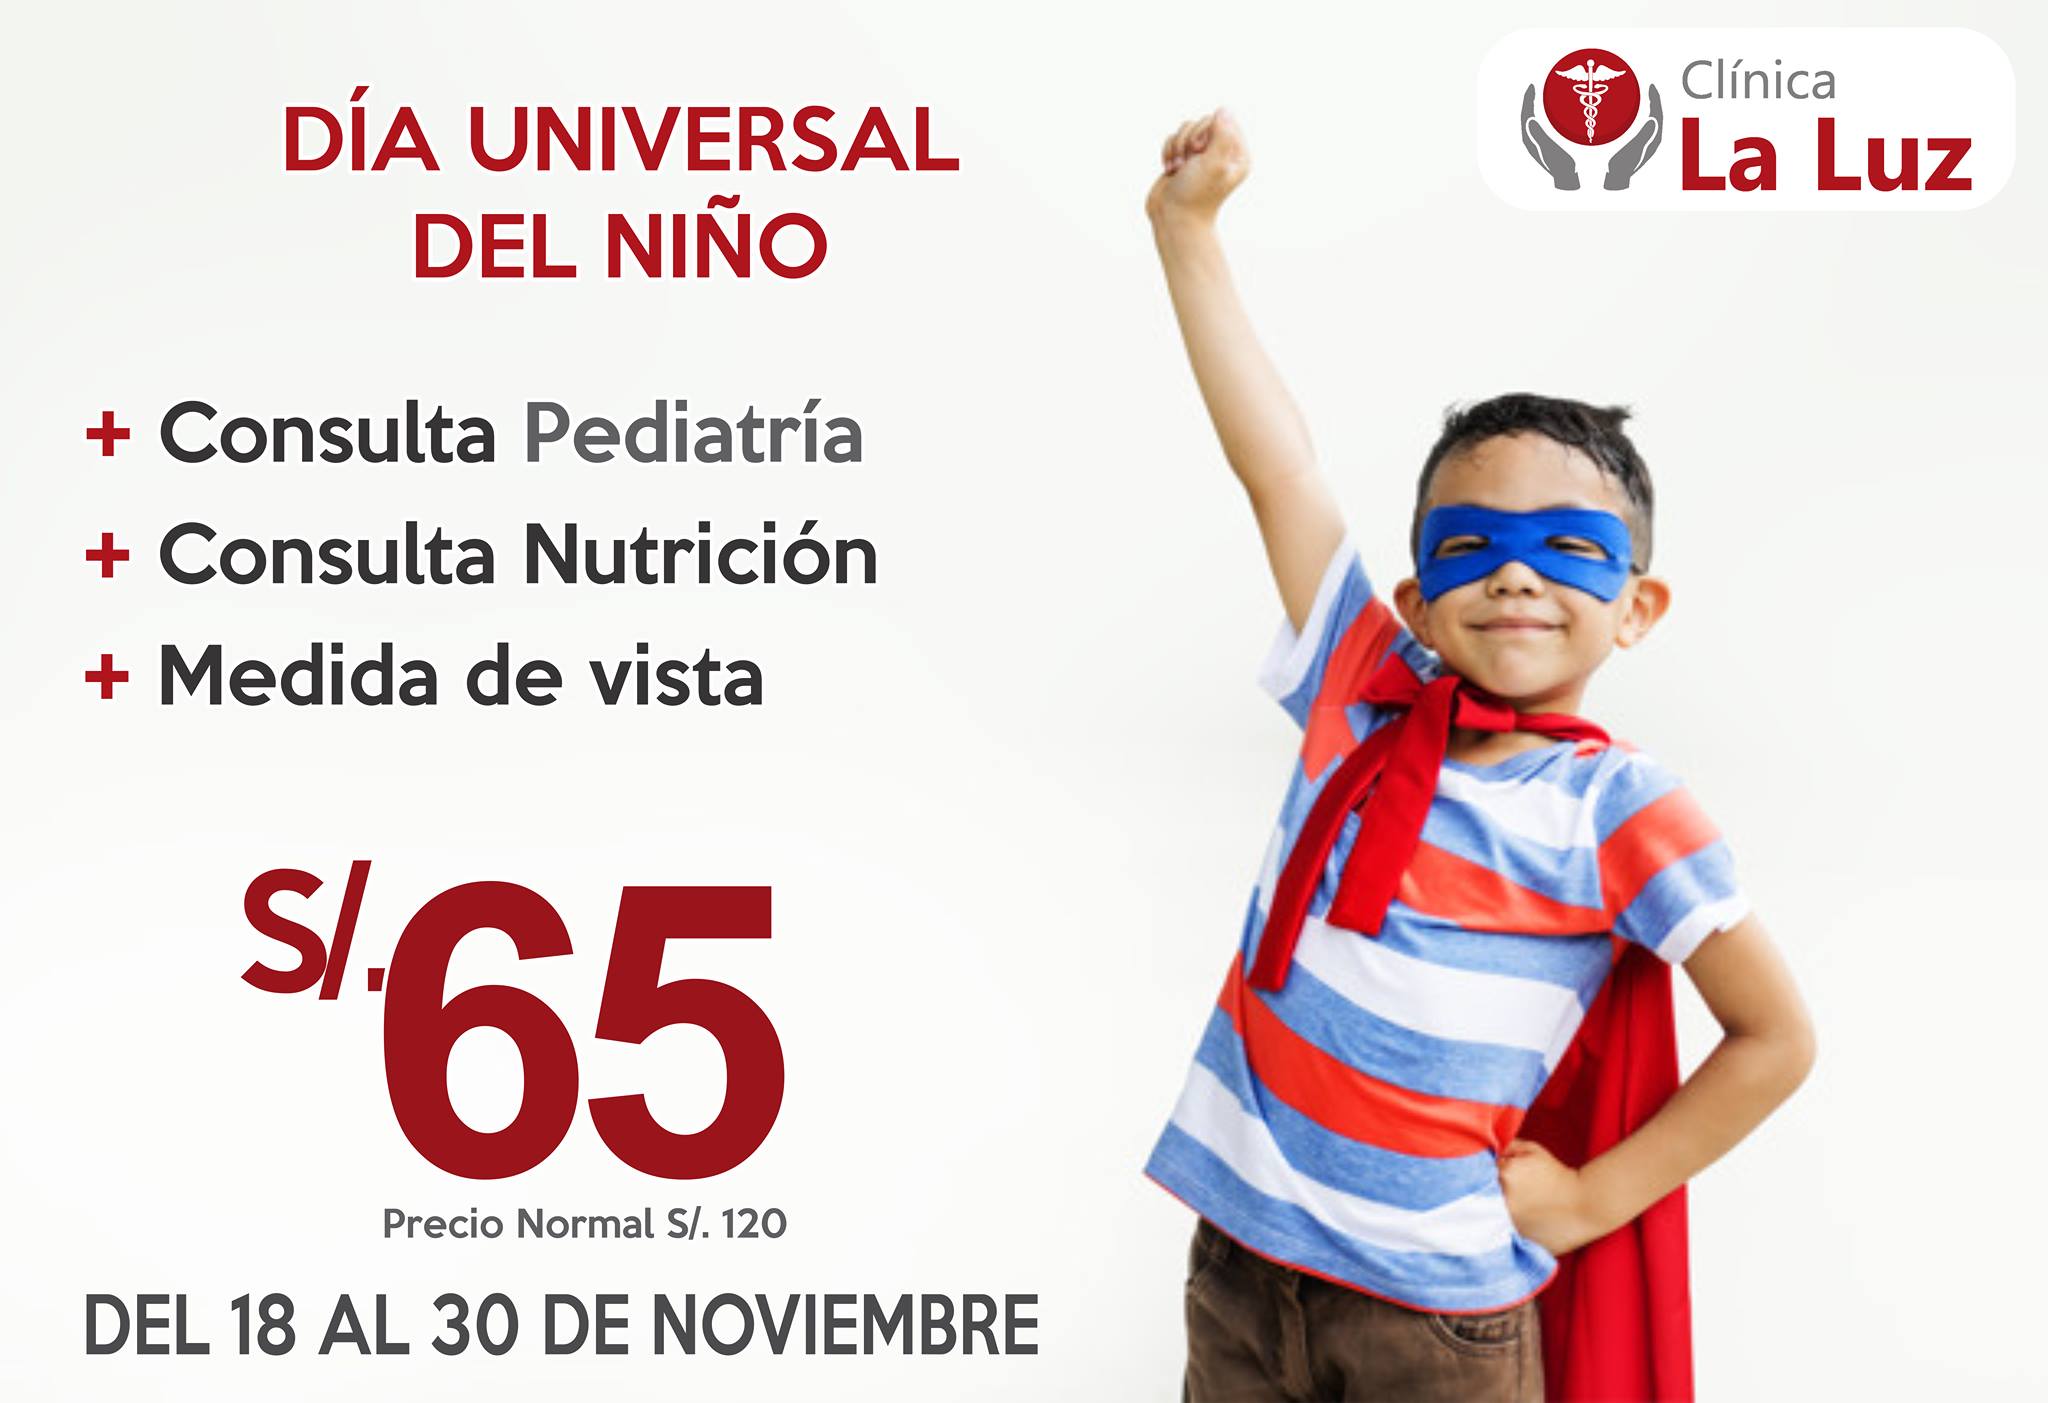 Clínica
La Luz
DÍA UNIVERSAL
DEL NIÑO
+ Consulta Pediatría
+ Consulta Nutrición
+ Medida de vista
S/.65
Precio Normal S/. 120
DEL 18 AL 30 DE NOVIEMBRE